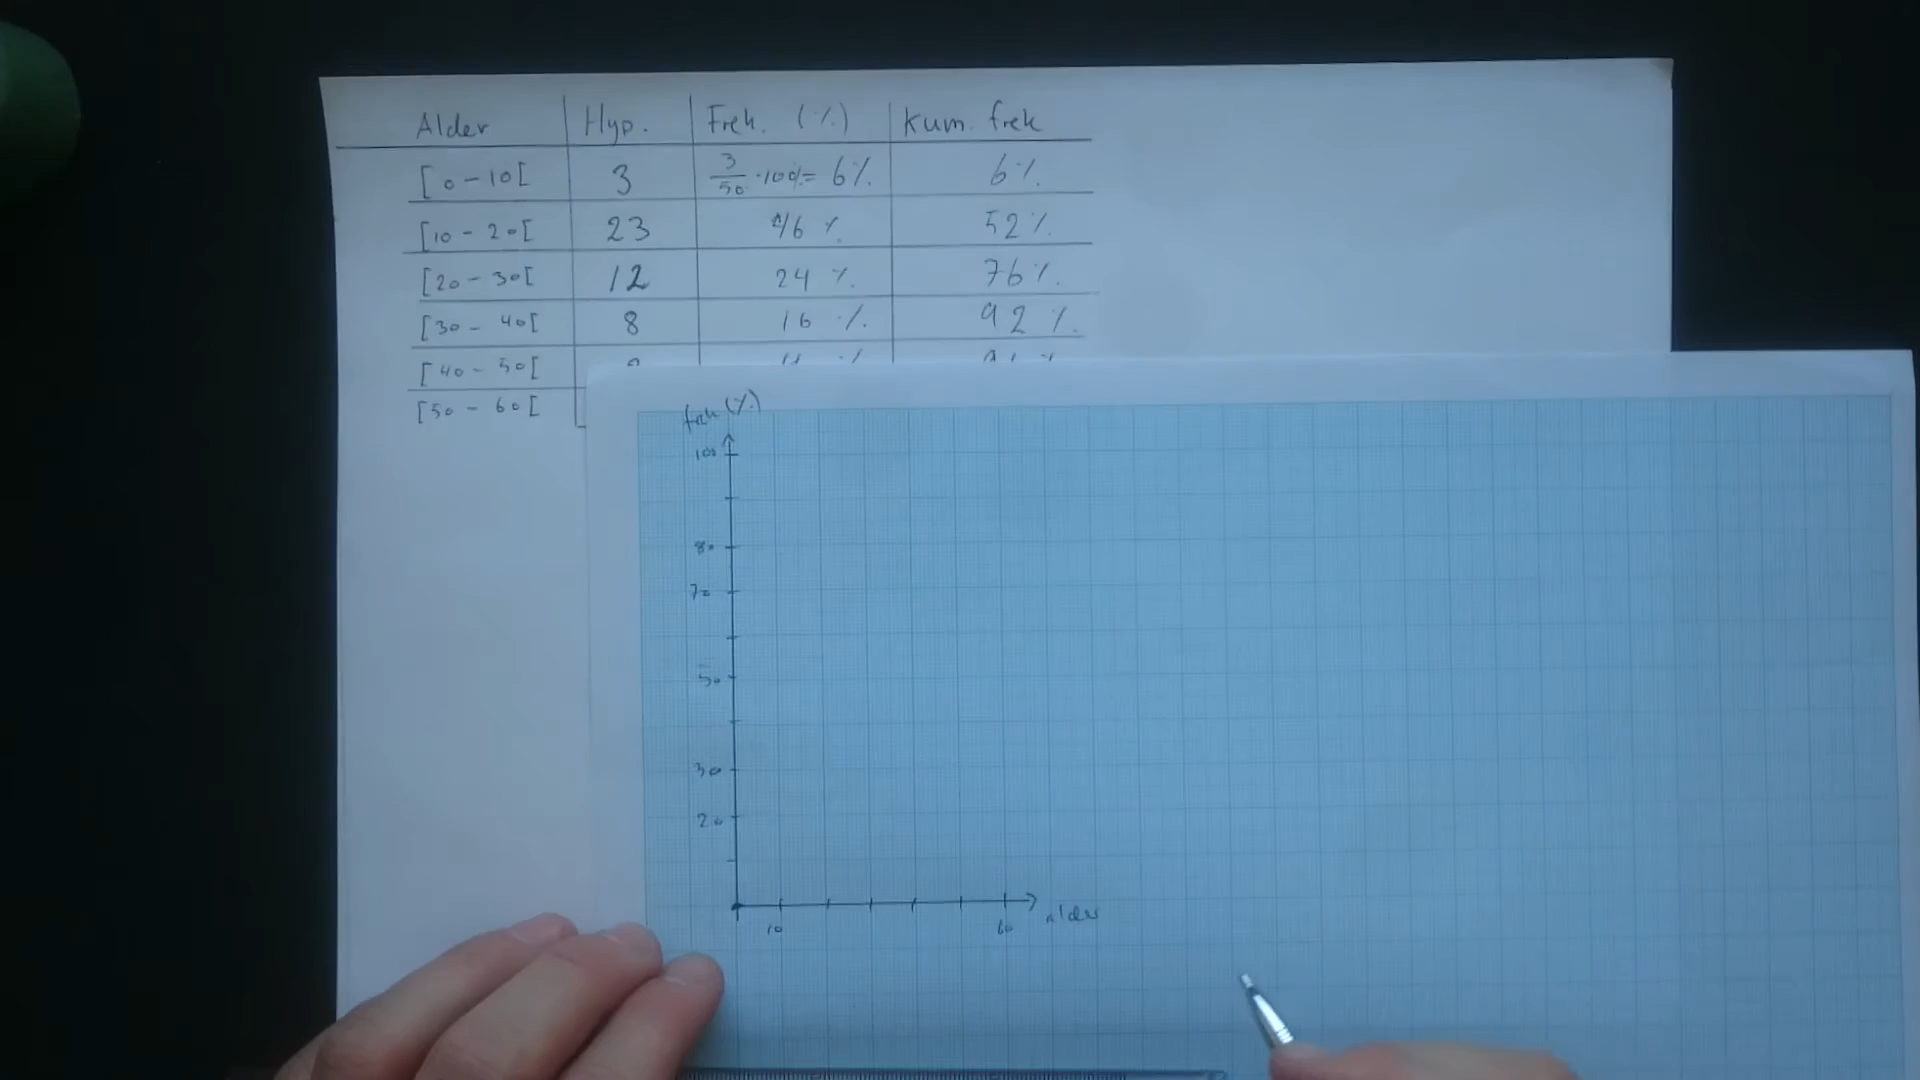 Alder Hyp. Frek. (%) Kum. frek
[0-10[ 3 3/50 · 100% = 6% 6%
[10-20[ 23 46% 52%
[20-30[ 12 24% 76%
[30-40[ 8 16% 92%
[40-50[
[50-60[
frek (%)
100
80
70
50
30
20
10 60 alder